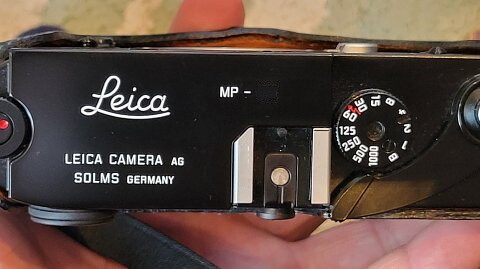 Leica
MP –
LEICA CAMERA AG
SOLMS GERMANY
B 1000 500 250 125 60 30 15 8 4 2 1